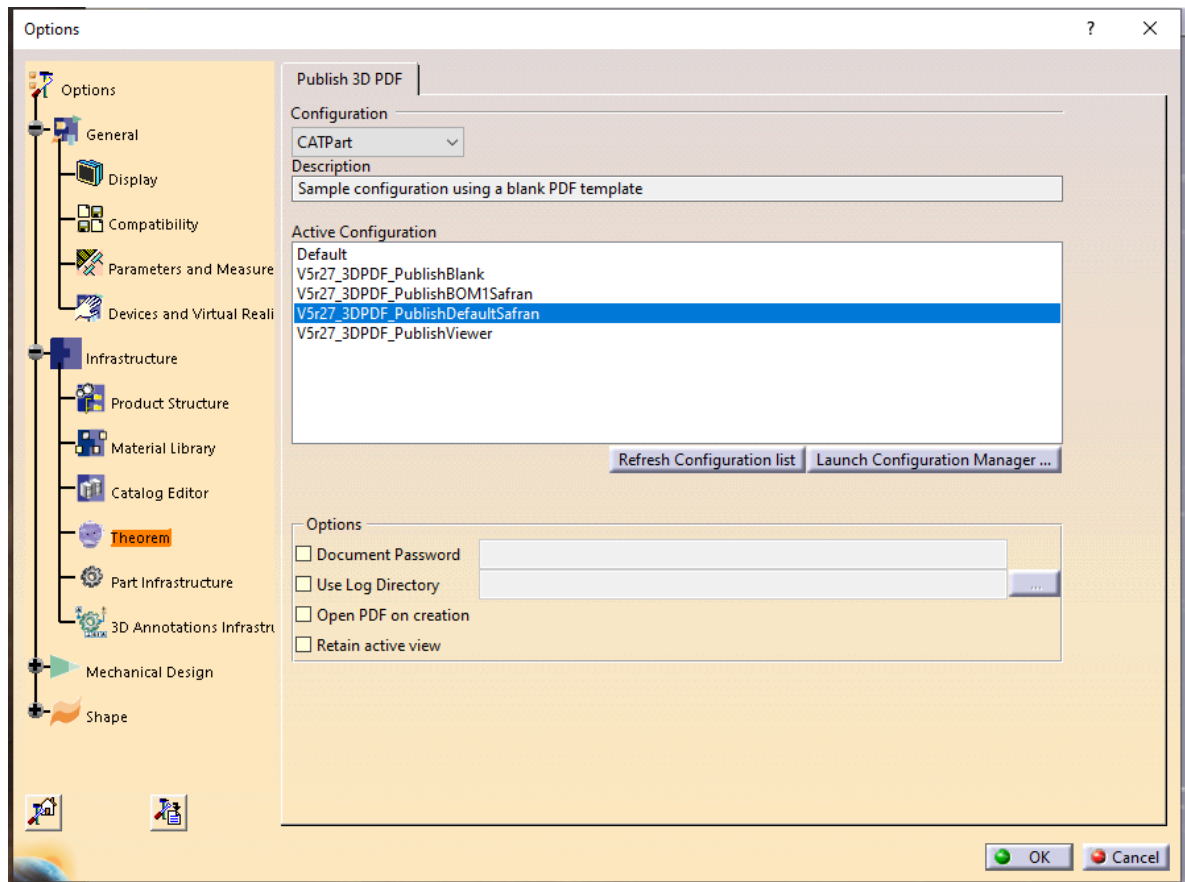 Options
?
Options
General
Display
Compatibility
Parameters and Measure
Devices and Virtual Reali
Infrastructure
Product Structure
Material Library
Catalog Editor
Theorem
Part Infrastructure
3D Annotations Infrastru
Mechanical Design
Shape
Publish 3D PDF
Configuration
CATPart
Description
Sample configuration using a blank PDF template
Active Configuration
Default
V5r27_3DPDF_PublishBlank
V5r27_3DPDF_PublishBOM1Safran
V5r27_3DPDF_PublishDefaultSafran
V5r27_3DPDF_PublishViewer
Refresh Configuration list
Launch Configuration Manager ...
Options
Document Password
Use Log Directory
...
Open PDF on creation
Retain active view
OK
Cancel